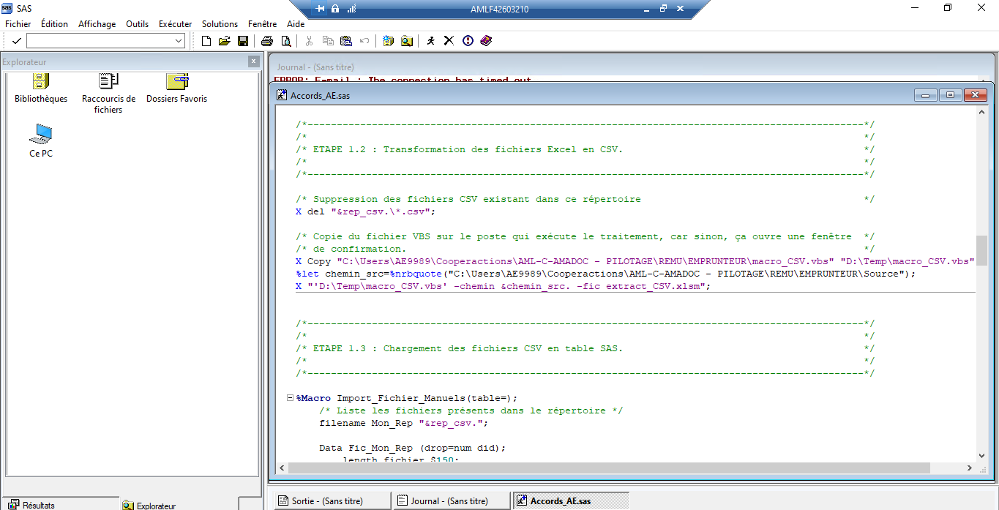 SAS
AMLF42603210
Fichier Édition Affichage Outils Exécuter Solutions Fenêtre Aide
Explorateur
Bibliothèques
Raccourcis de fichiers
Dossiers Favoris
Ce PC
Journal - (Sans titre)
ERROR: E-mail : The connection has timed out
Accords_AE.sas
/*-----------------------------------------------------------------------------------------------*/
/* */
/* ETAPE 1.2 : Transformation des fichiers Excel en CSV. */
/* */
/*-----------------------------------------------------------------------------------------------*/
/* Suppression des fichiers CSV existant dans ce répertoire */
X del "&rep_csv.\*.csv";
/* Copie du fichier VBS sur le poste qui exécute le traitement, car sinon, ça ouvre une fenêtre */
/* de confirmation. */
X Copy "C:\Users\AE9989\Cooperactions\AML-C-AMADOC - PILOTAGE\REMU\EMPRUNTEUR\macro_CSV.vbs" "D:\Temp\macro_CSV.vbs"
%let chemin_src=%nrbquote("C:\Users\AE9989\Cooperactions\AML-C-AMADOC - PILOTAGE\REMU\EMPRUNTEUR\Source");
X "'D:\Temp\macro_CSV.vbs' -chemin &chemin_src. -fic extract_CSV.xlsm";
/*-----------------------------------------------------------------------------------------------*/
/* */
/* ETAPE 1.3 : Chargement des fichiers CSV en table SAS. */
/* */
/*-----------------------------------------------------------------------------------------------*/
%Macro Import_Fichier_Manuels(table=);
/* Liste les fichiers présents dans le répertoire */
filename Mon_Rep "&rep_csv.";
Data Fic_Mon_Rep (drop=num did);
length fichier $150;
Résultats
Explorateur
Sortie - (Sans titre)
Journal - (Sans titre)
Accords_AE.sas